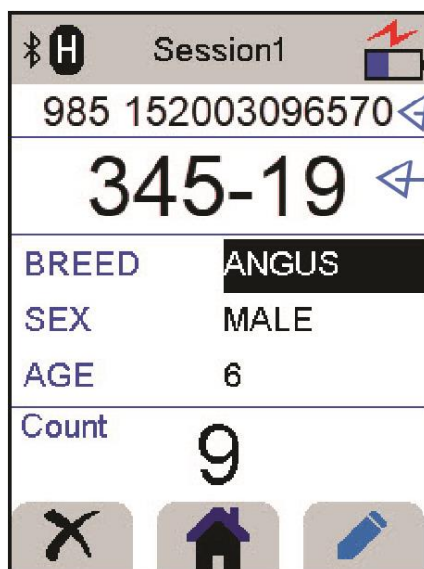 H Session1
985 152003096570
345-19
BREED ANGUS
SEX MALE
AGE 6
Count
9